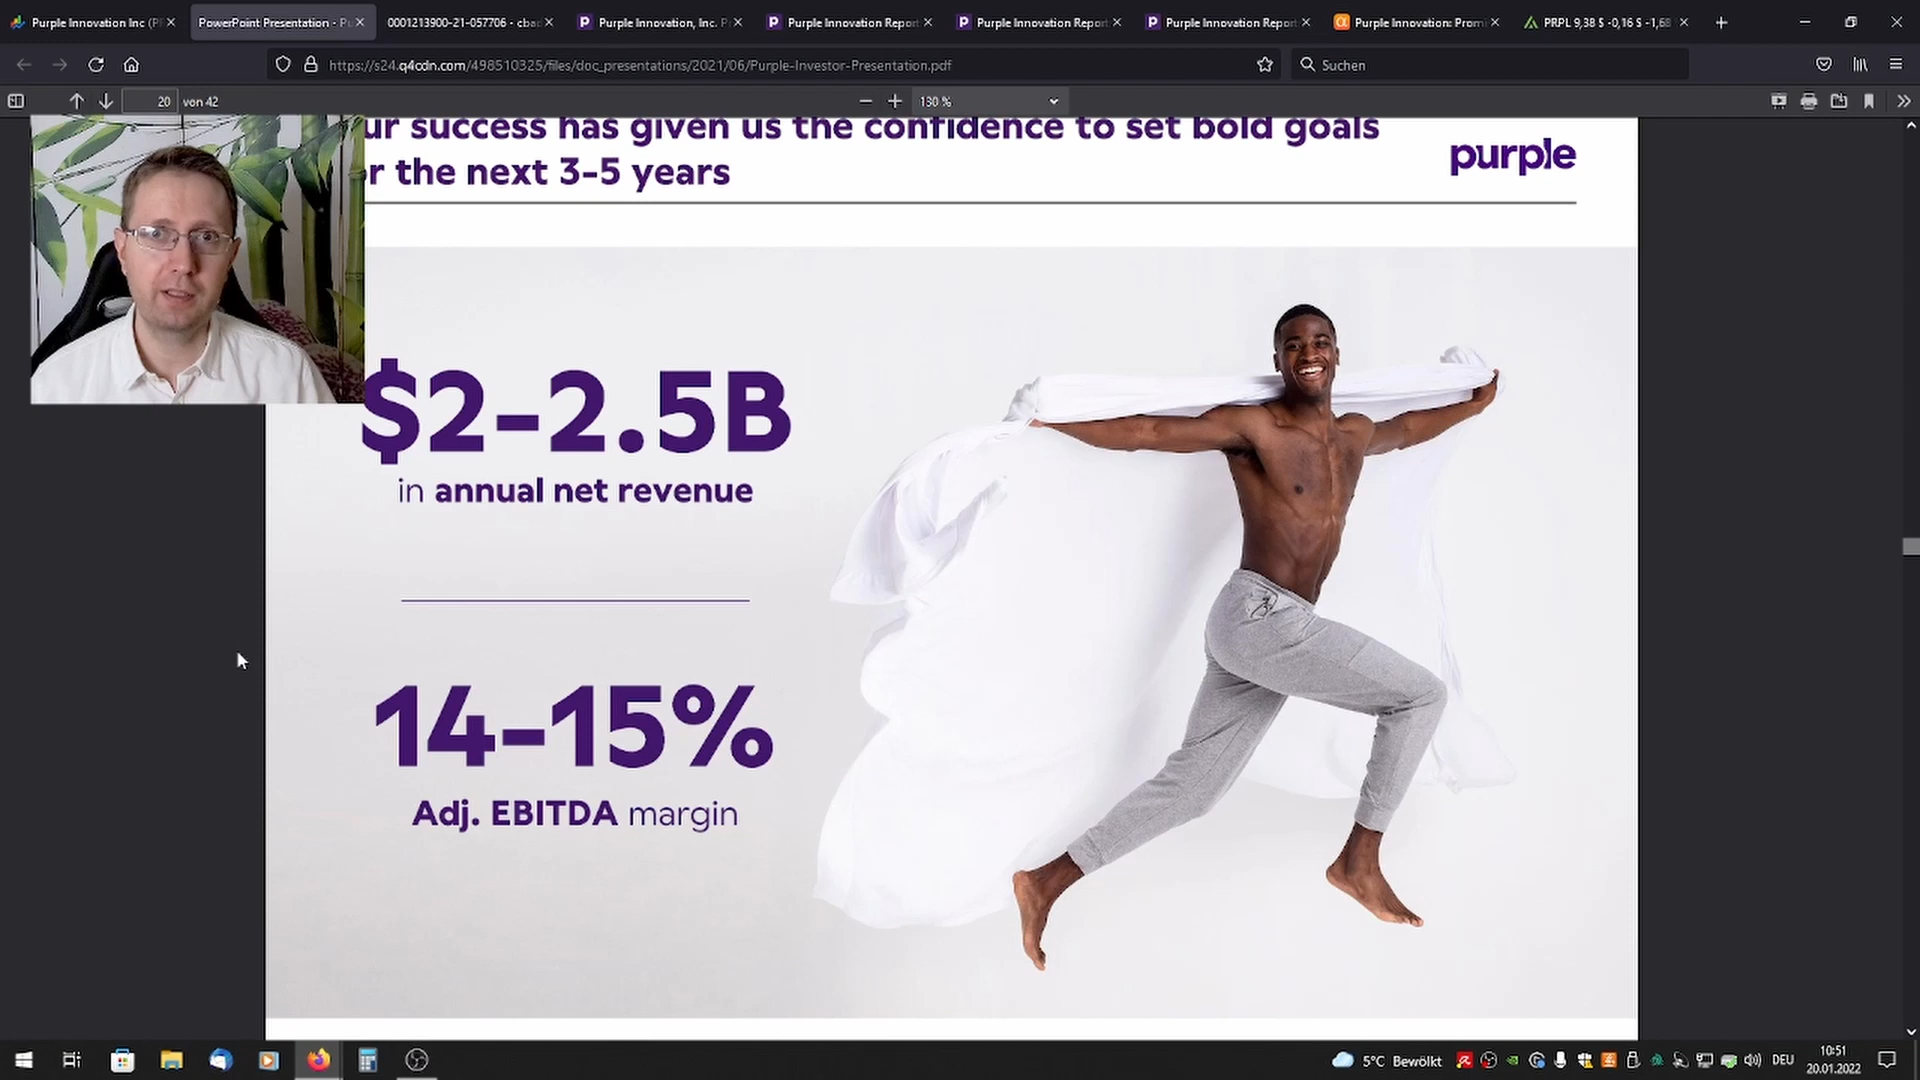 Purple Innovation Inc (P
PowerPoint Presentation - P
0001213900-21-057706 - cba
Purple Innovation, Inc. P
Purple Innovation Report
Purple Innovation Report
Purple Innovation Report
Purple Innovation: Prom
PRPL 9,38 $ -0,16 $ -1,68
https://s24.q4cdn.com/498510325/files/doc_presentations/2021/06/Purple-Investor-Presentation.pdf
Suchen
20 von 42
130 %
ur success has given us the confidence to set bold goals
or the next 3-5 years
purple
$2-2.5B
in annual net revenue
14-15%
Adj. EBITDA margin
5°C Bewölkt
DEU
10:51
20.01.2022